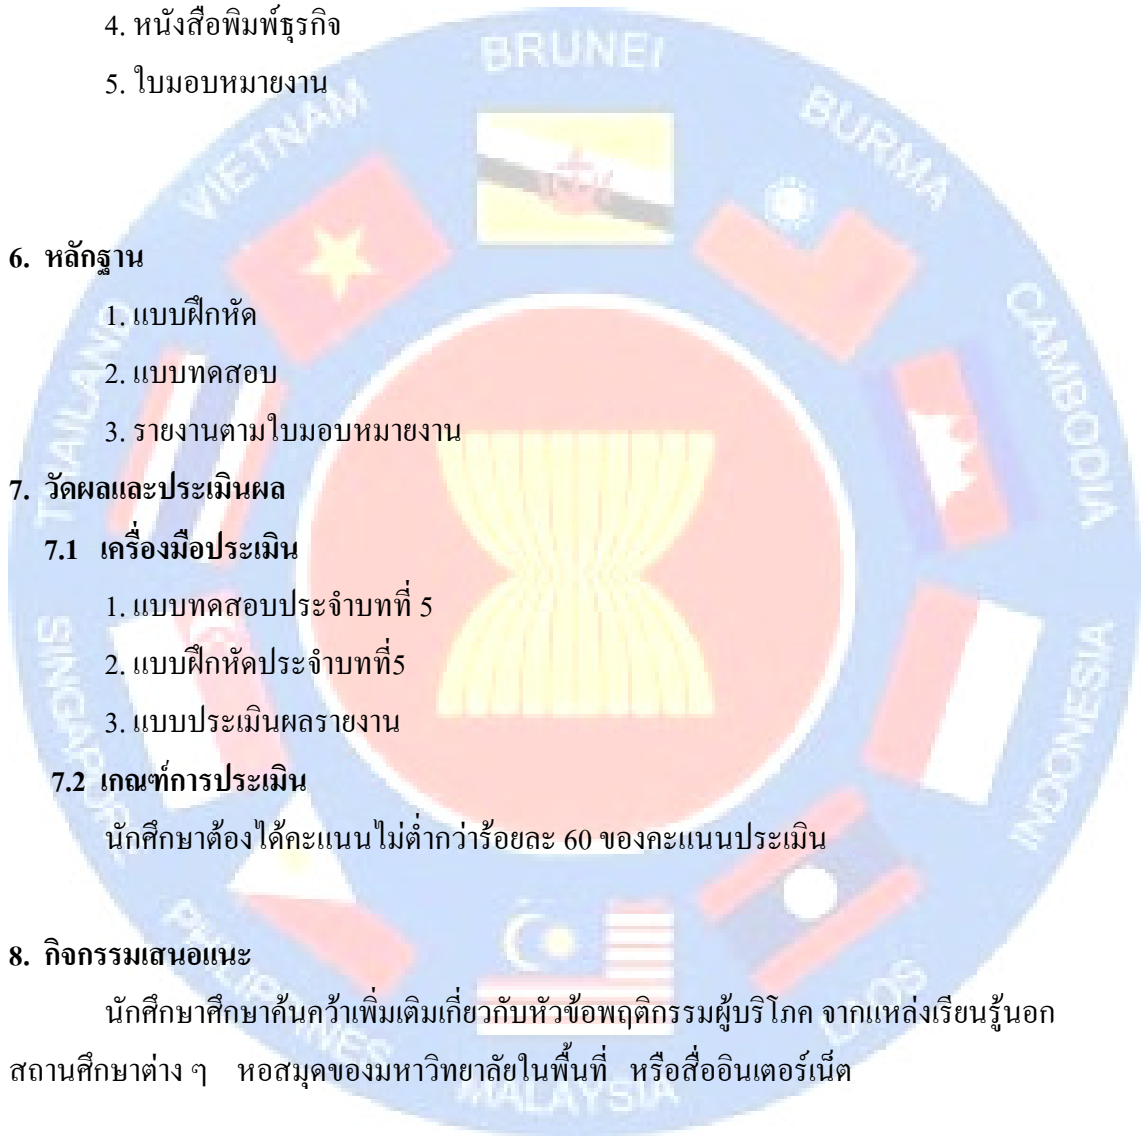 4. หนังสือพิมพ์ธุรกิจ
5. ใบมอบหมายงาน
6. หลักฐาน
1. แบบฝึกหัด
2. แบบทดสอบ
3. รายงานตามใบมอบหมายงาน
7. วัดผลและประเมินผล
7.1 เครื่องมือประเมิน
1. แบบทดสอบประจำบทที่ 5
2. แบบฝึกหัดประจำบทที่5
3. แบบประเมินผลรายงาน
7.2 เกณฑ์การประเมิน
นักศึกษาต้องได้คะแนนไม่ต่ำกว่าร้อยละ 60 ของคะแนนประเมิน
8. กิจกรรมเสนอแนะ
นักศึกษาศึกษาค้นคว้าเพิ่มเติมเกี่ยวกับหัวข้อพฤติกรรมผู้บริโภค จากแหล่งเรียนรู้นอก
สถานศึกษาต่าง ๆ หอสมุดของมหาวิทยาลัยในพื้นที่ หรือสื่ออินเตอร์เน็ต
BRUNEI
BURMA
CAMBODIA
INDONESIA
LAOS
MALAYSIA
PHILIPPINES
SINGAPORE
THAILAND
VIETNAM